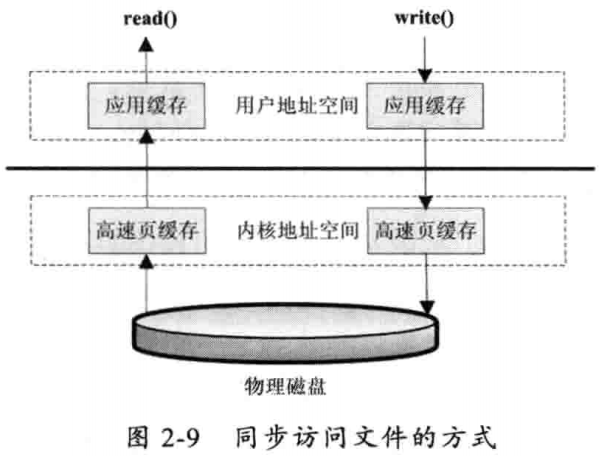 read() write()
应用缓存 用户地址空间 应用缓存
高速页缓存 内核地址空间 高速页缓存
物理磁盘
图 2-9 同步访问文件的方式